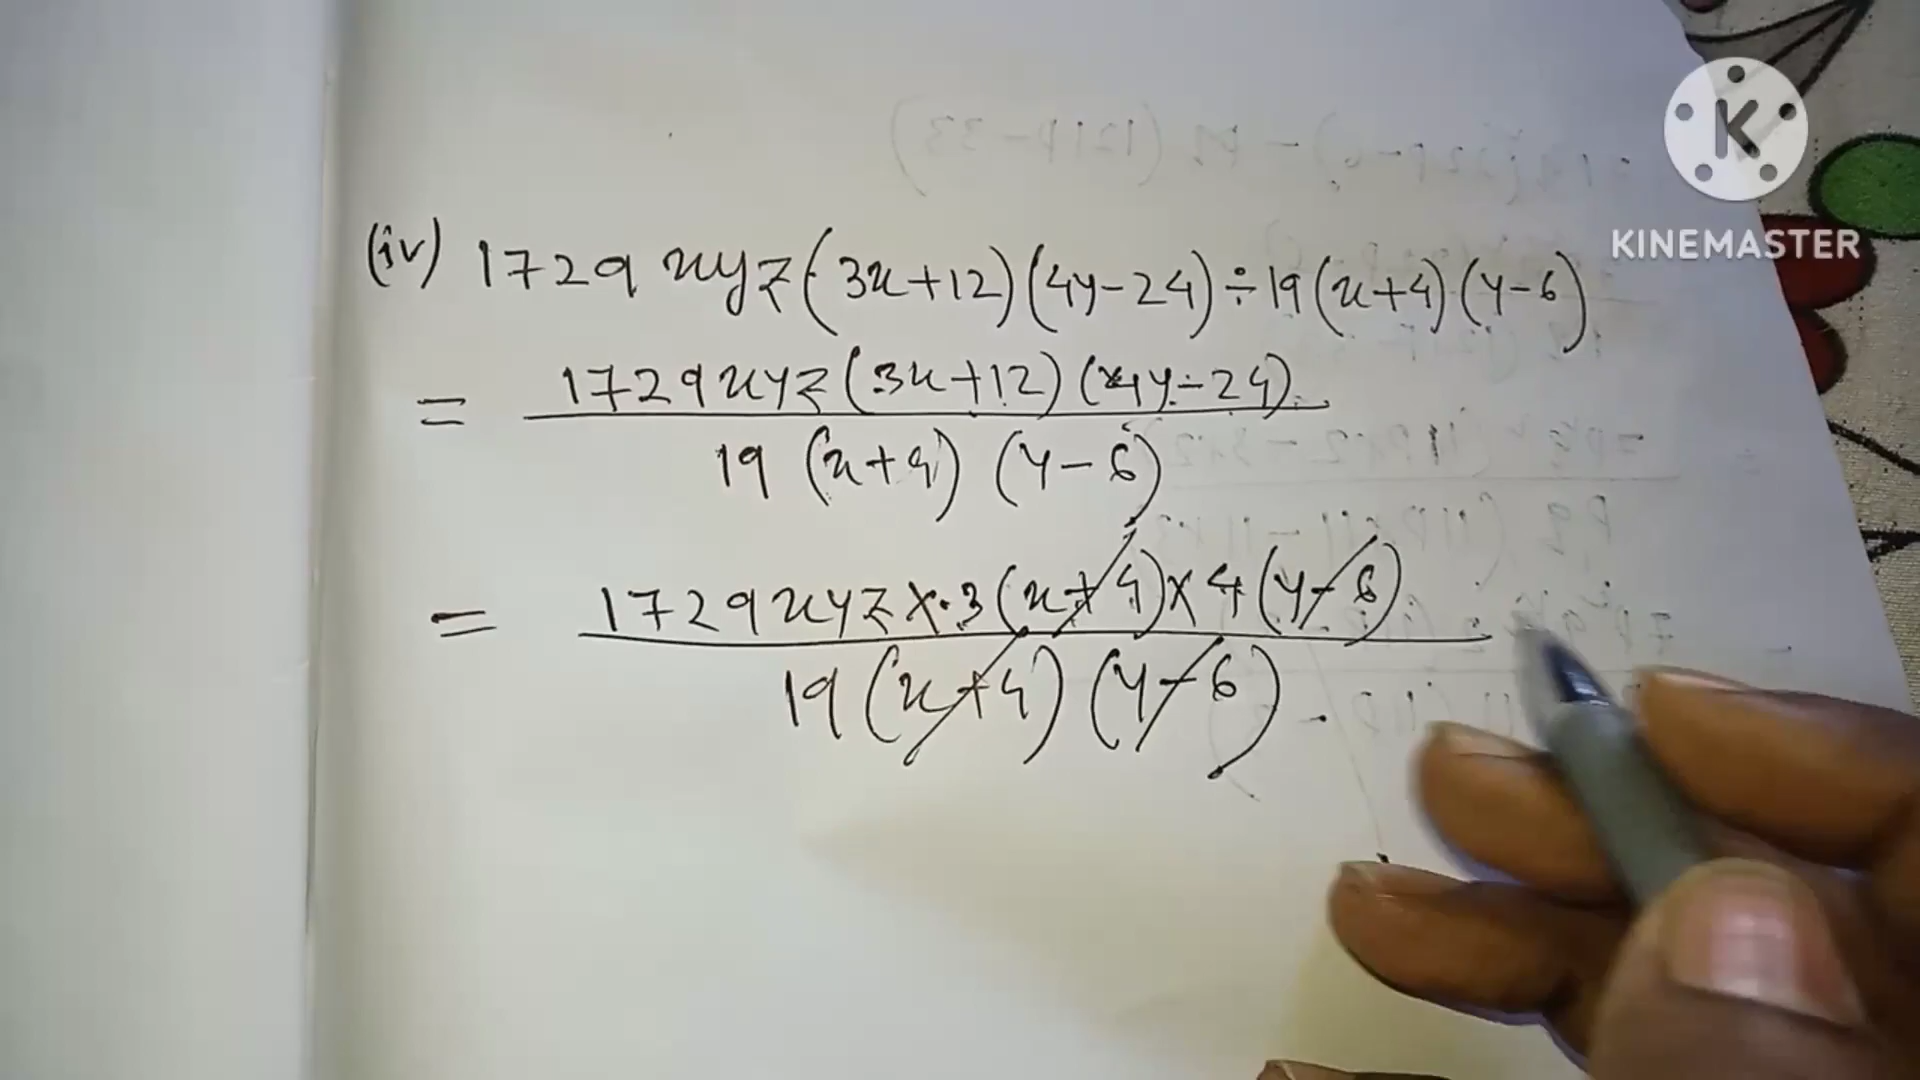 KINEMASTER
(iv) 1729 xyz(3x+12)(4y-24)÷19(x+4)(y-6)
= 1729xyz(3x+12)(4y-24)
19 (x+4) (y-6)
= 1729xyz×3(x+4)×4(y-6)
19(x+4)(y-6)